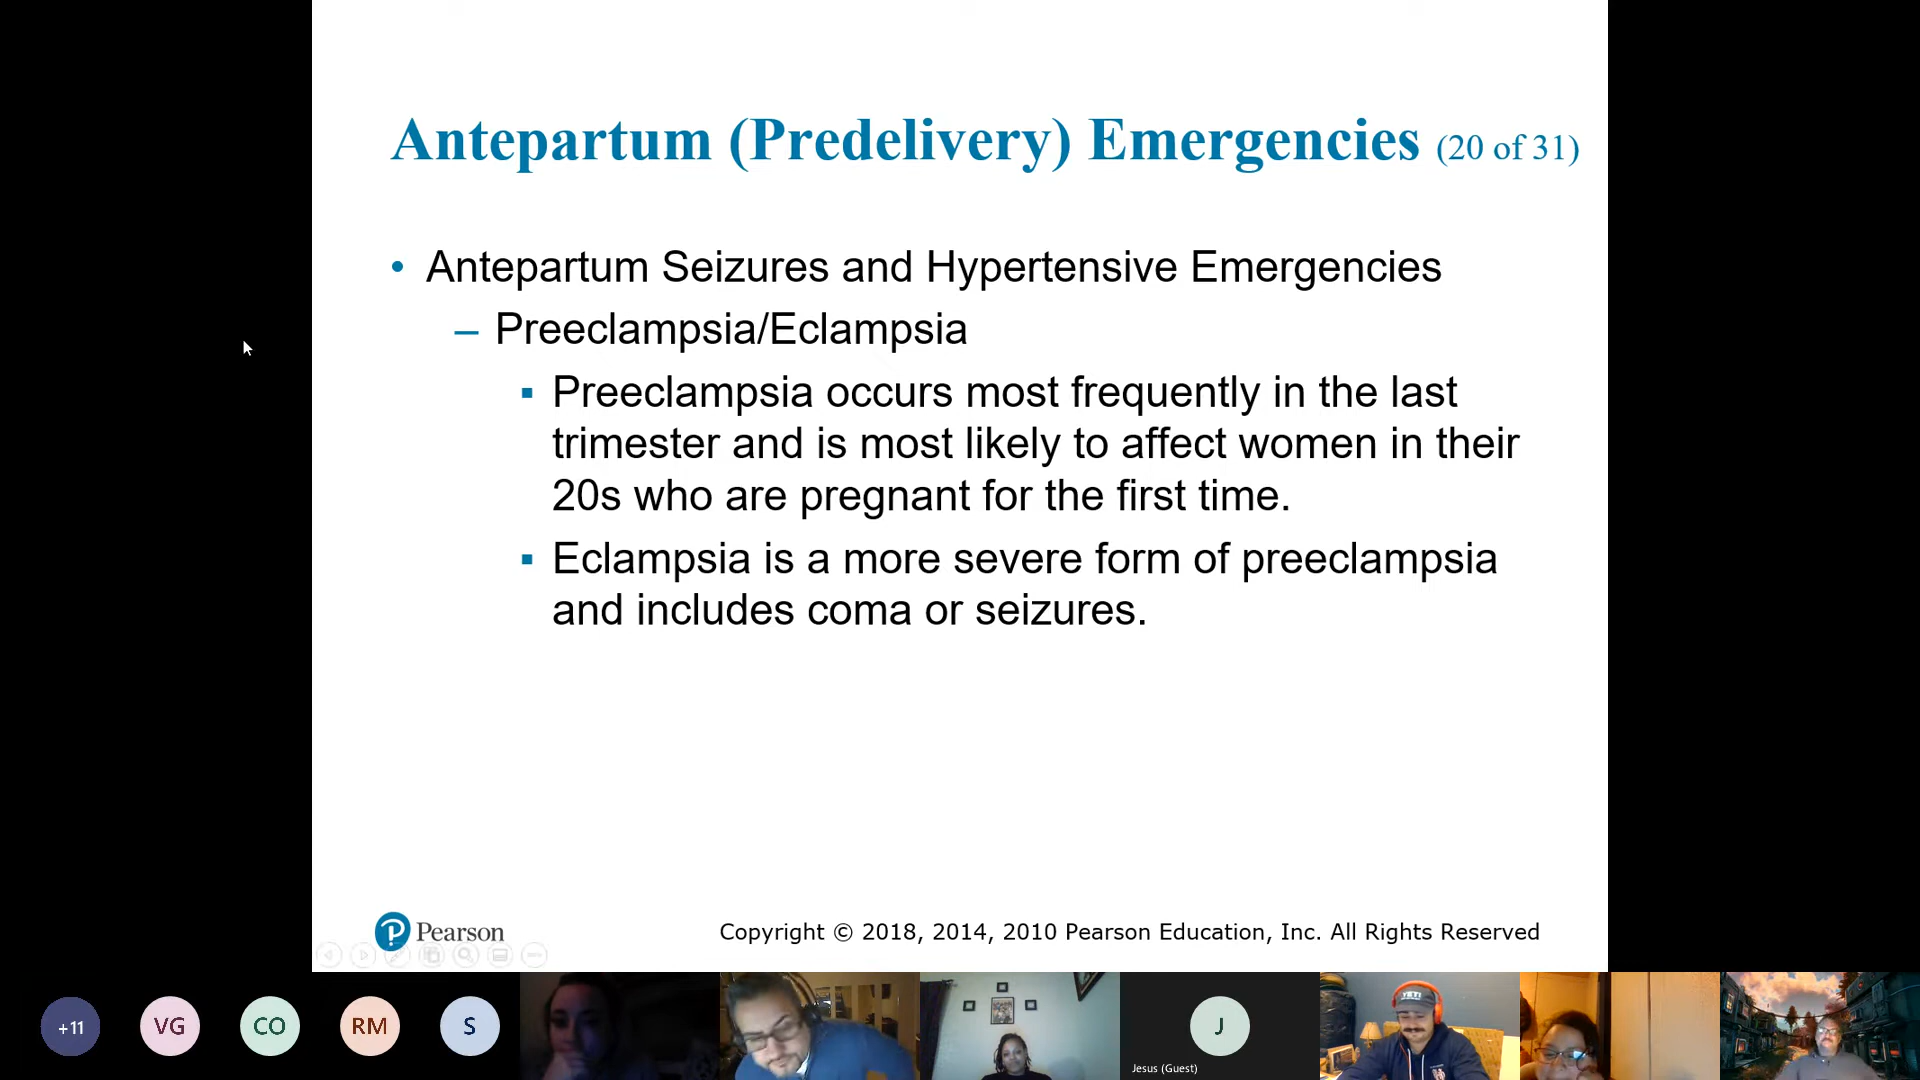 Antepartum (Predelivery) Emergencies (20 of 31)
• Antepartum Seizures and Hypertensive Emergencies
– Preeclampsia/Eclampsia
▪ Preeclampsia occurs most frequently in the last
trimester and is most likely to affect women in their
20s who are pregnant for the first time.
▪ Eclampsia is a more severe form of preeclampsia
and includes coma or seizures.
Pearson
Copyright © 2018, 2014, 2010 Pearson Education, Inc. All Rights Reserved
+11
VG
CO
RM
S
J
Jesus (Guest)